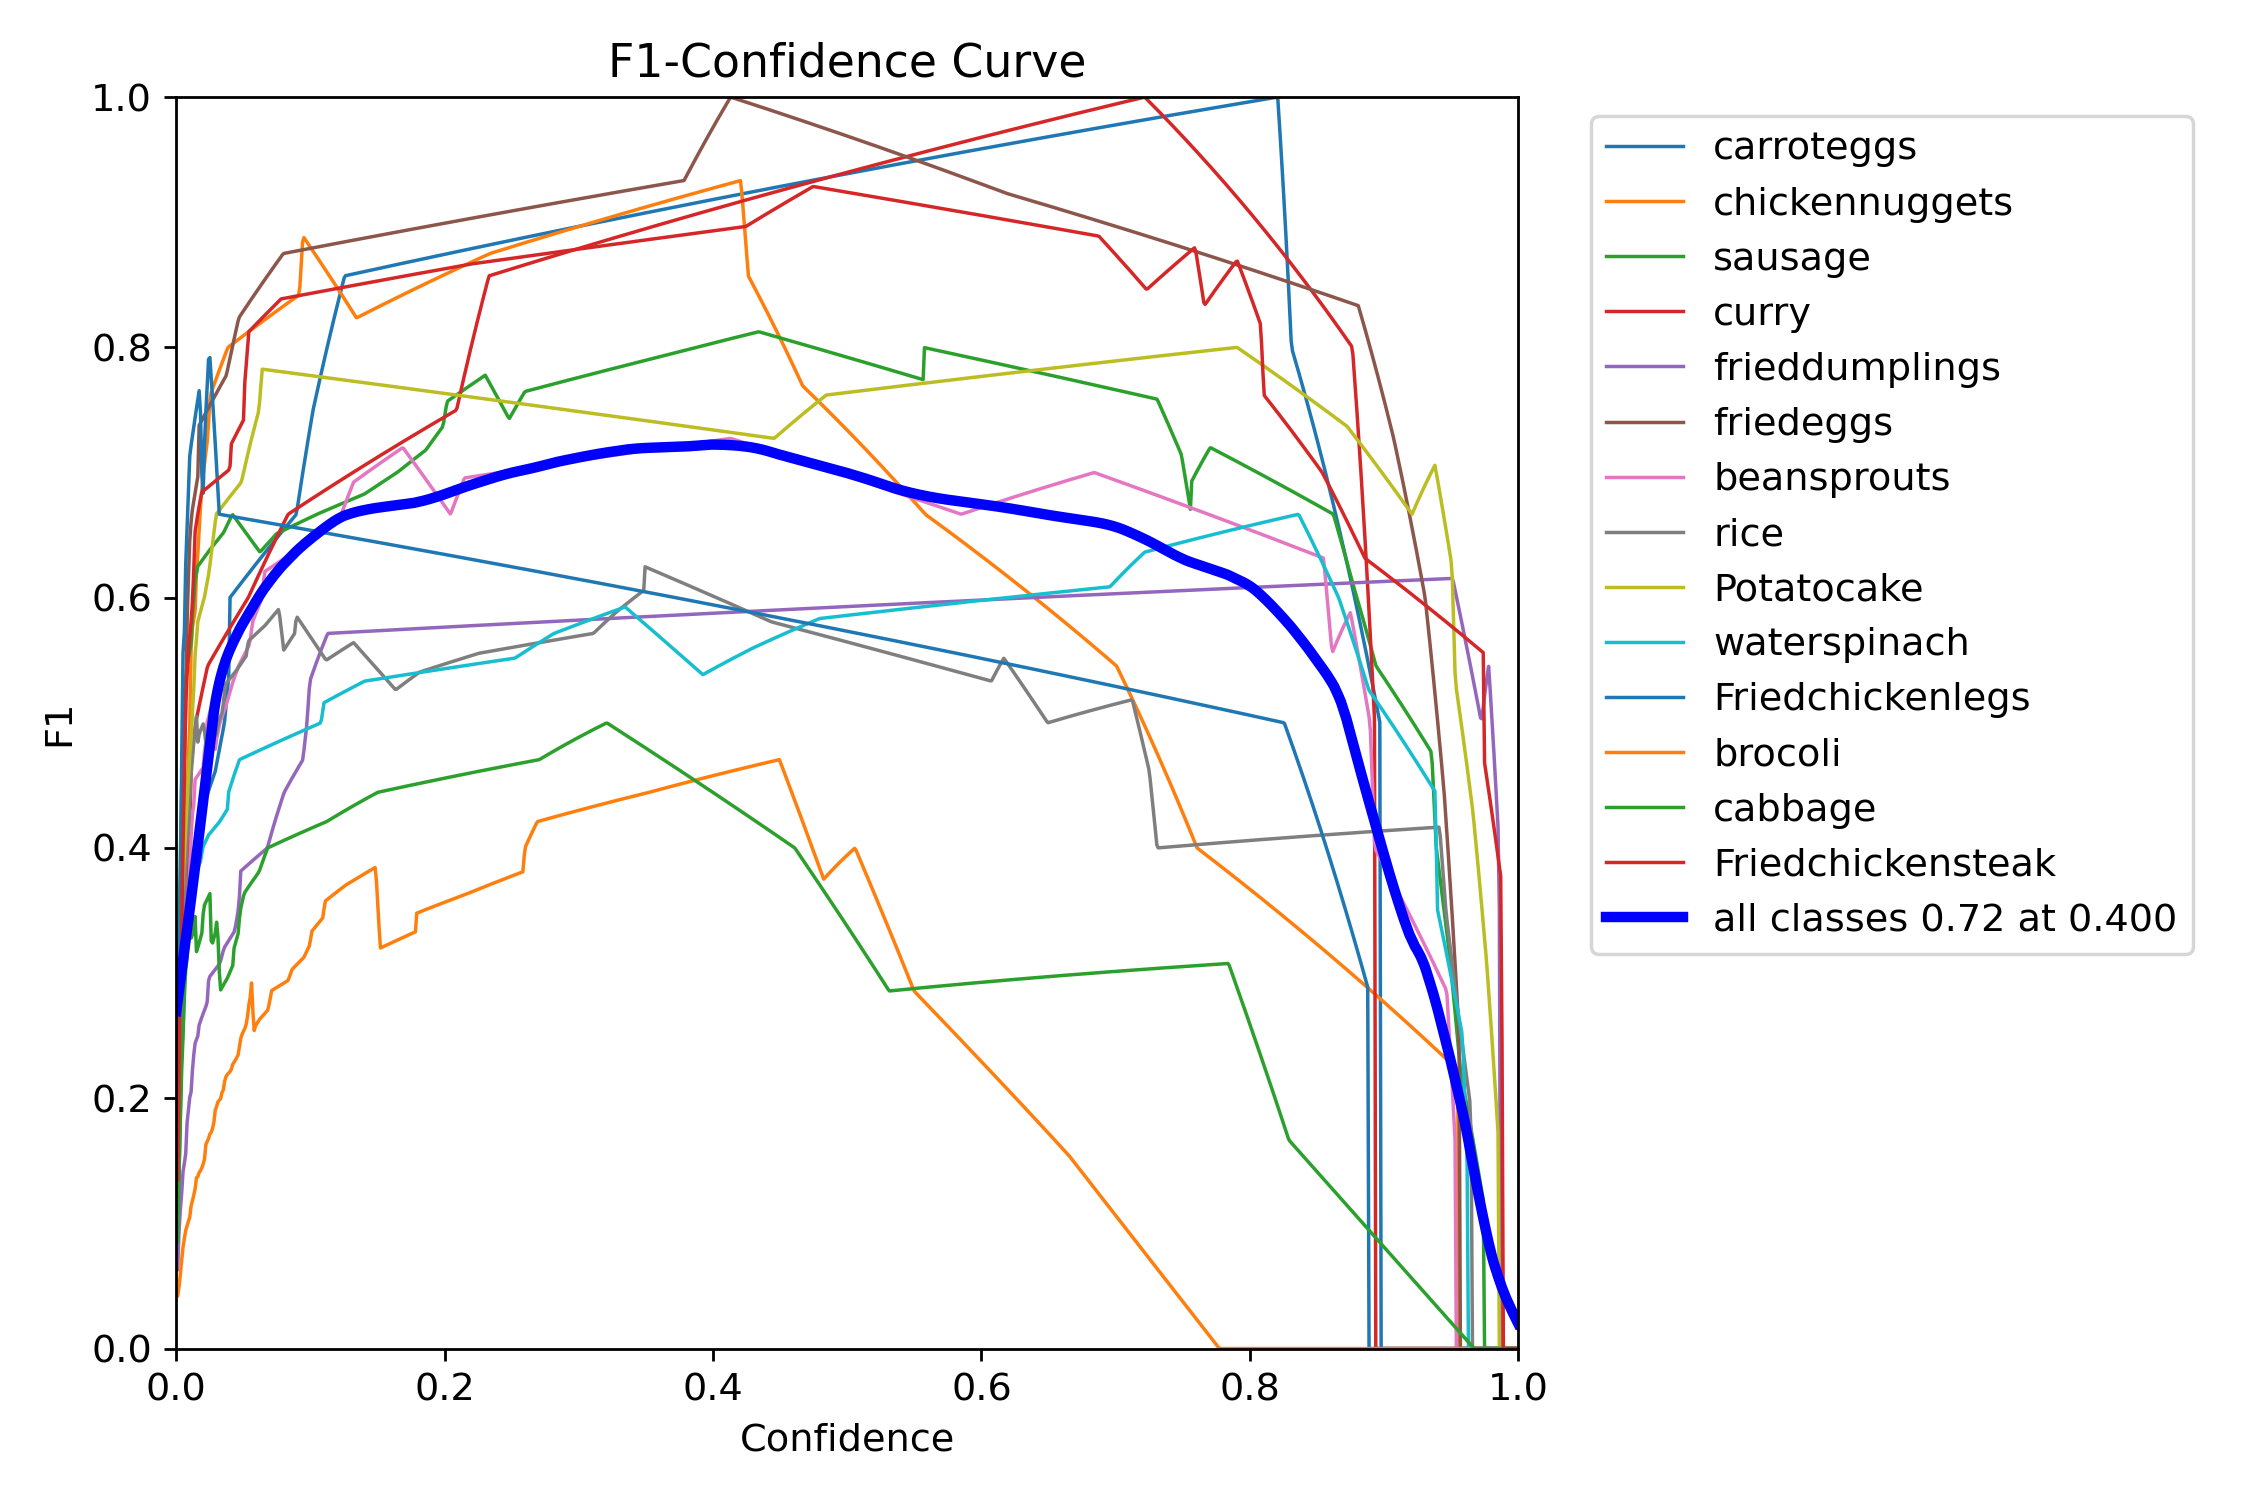 F1-Confidence Curve
1.0
0.8
0.6
0.4
0.2
0.0
F1
0.0 0.2 0.4 0.6 0.8 1.0
Confidence
carroteggs
chickennuggets
sausage
curry
frieddumplings
friedeggs
beansprouts
rice
Potatocake
waterspinach
Friedchickenlegs
brocoli
cabbage
Friedchickensteak
all classes 0.72 at 0.400